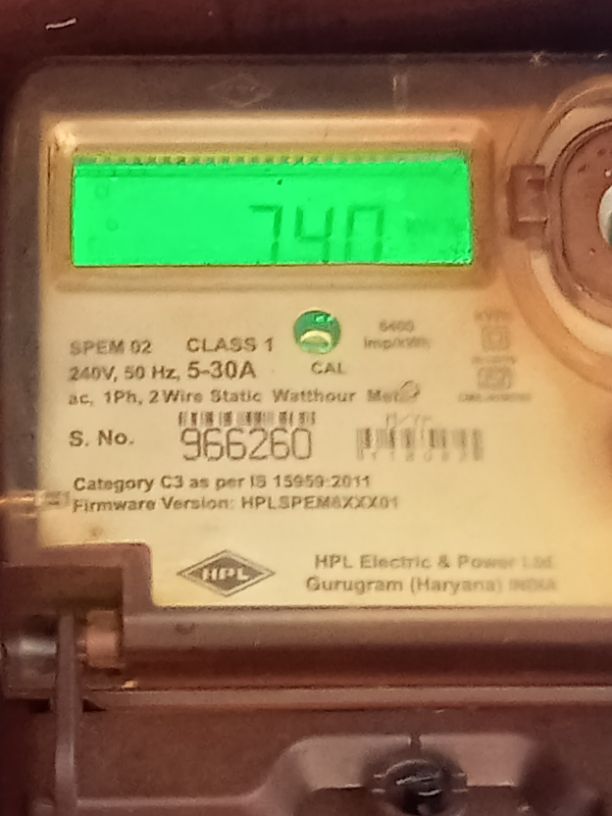 740
SPEM 02 CLASS 1
6400
imp/kWh
240V, 50 Hz, 5-30A CAL
ac, 1Ph, 2 Wire Static Watthour Meter
S. No. 966260
Category C3 as per IS 15959:2011
Firmware Version: HPLSPEM8XXX01
HPL
HPL Electric & Power Ltd.
Gurugram (Haryana) INDIA